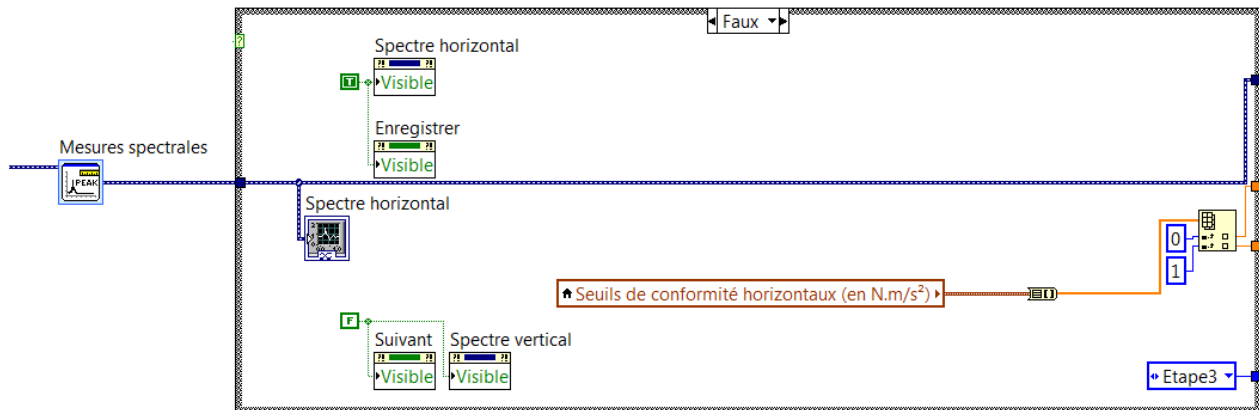 Faux
?
Spectre horizontal
Visible
T
Enregistrer
Visible
Mesures spectrales
PEAK
Spectre horizontal
0
1
Seuils de conformité horizontaux (en N.m/s²)
F
Suivant
Spectre vertical
Visible
Visible
Etape3